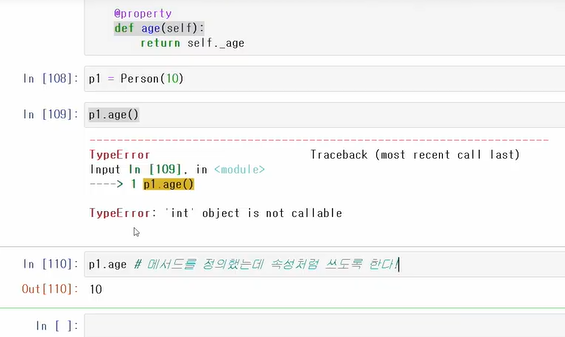 @property
def age(self):
return self._age
In [108]: p1 = Person(10)
In [109]: p1.age()
---------------------------------------------------------------------------
TypeError Traceback (most recent call last)
Input In [109], in <module>
----> 1 p1.age()
TypeError: 'int' object is not callable
In [110]: p1.age # 메서드를 정의했는데 속성처럼 쓰도록 한다!
Out[110]: 10
In [ ]: